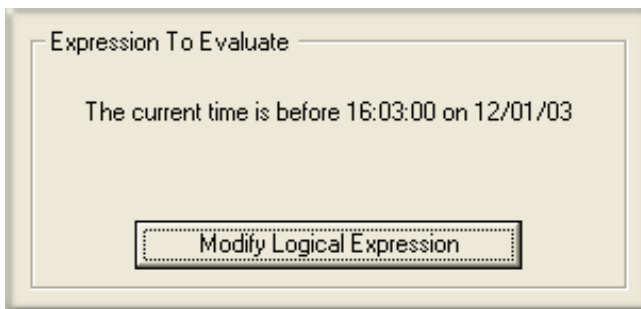 Expression To Evaluate
The current time is before 16:03:00 on 12/01/03
Modify Logical Expression